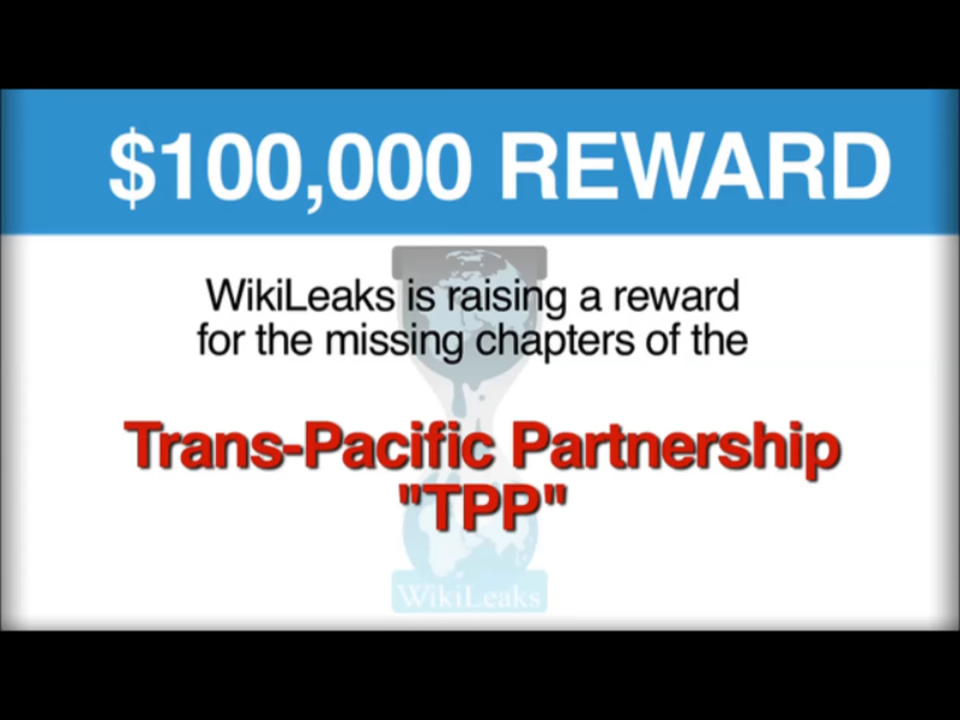 $100,000 REWARD
WikiLeaks is raising a reward
for the missing chapters of the
Trans-Pacific Partnership
"TPP"
WikiLeaks